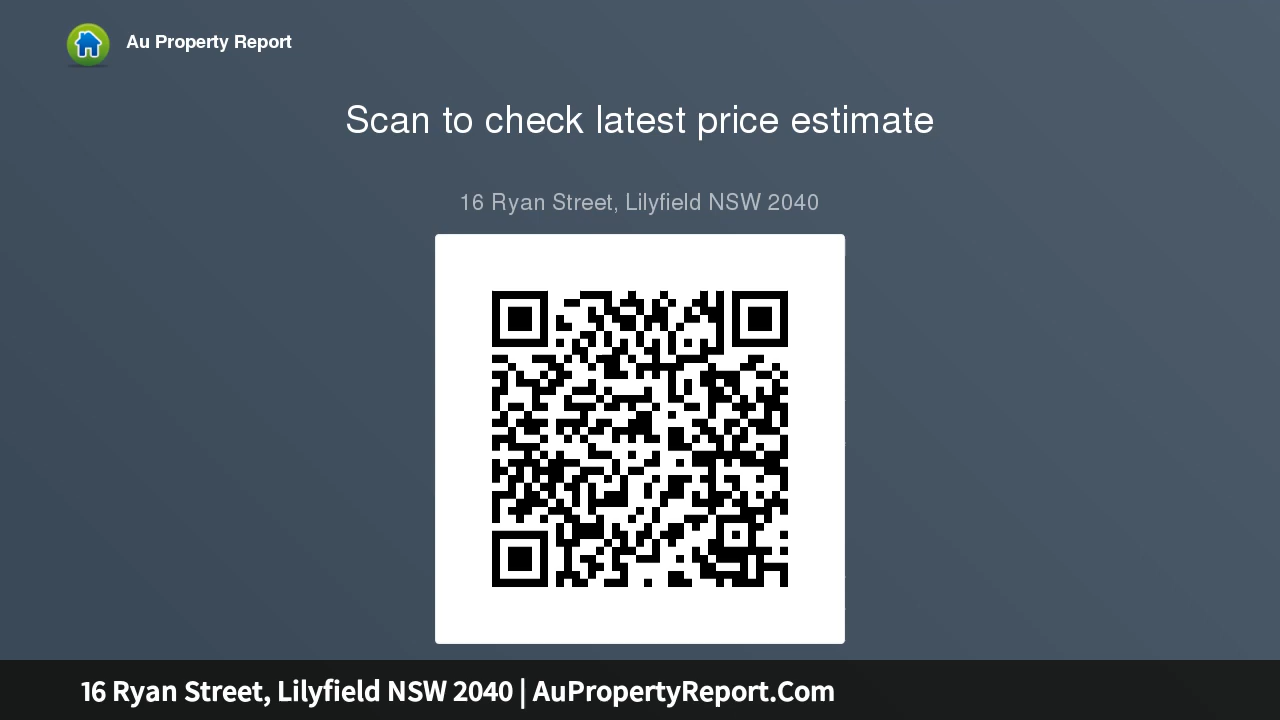 Au Property Report
Scan to check latest price estimate
16 Ryan Street, Lilyfield NSW 2040
16 Ryan Street, Lilyfield NSW 2040 | AuPropertyReport.Com